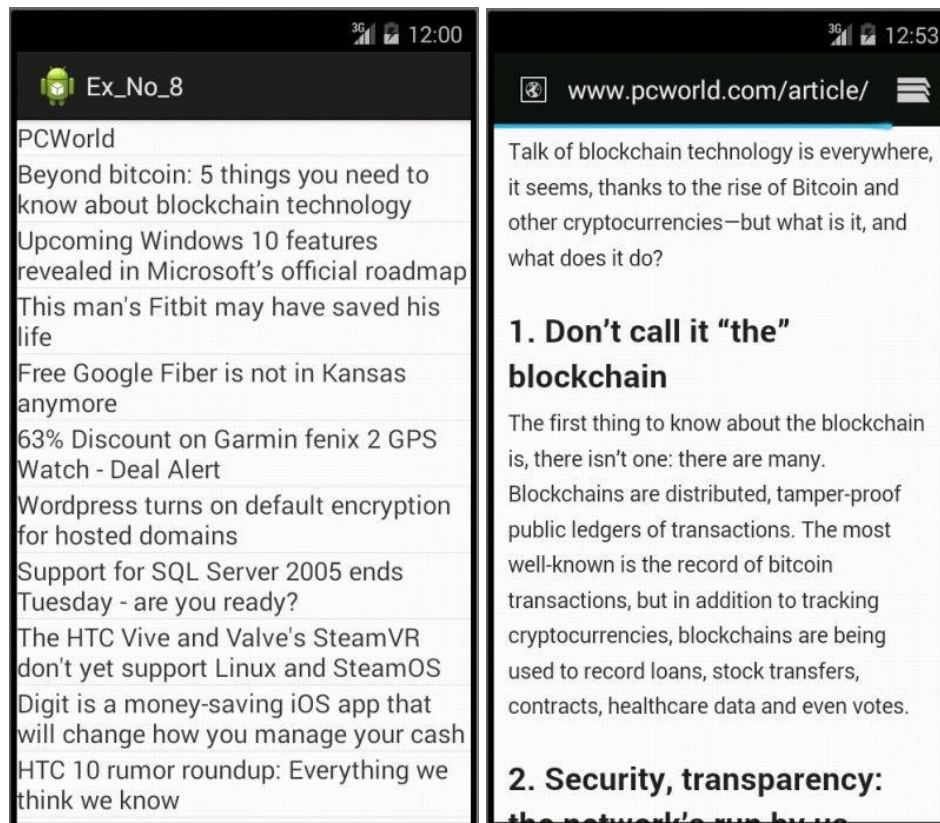 3G 12:00
Ex_No_8
PCWorld
Beyond bitcoin: 5 things you need to
know about blockchain technology
Upcoming Windows 10 features
revealed in Microsoft's official roadmap
This man's Fitbit may have saved his
life
Free Google Fiber is not in Kansas
anymore
63% Discount on Garmin fenix 2 GPS
Watch - Deal Alert
Wordpress turns on default encryption
for hosted domains
Support for SQL Server 2005 ends
Tuesday - are you ready?
The HTC Vive and Valve's SteamVR
don't yet support Linux and SteamOS
Digit is a money-saving iOS app that
will change how you manage your cash
HTC 10 rumor roundup: Everything we
think we know
3G 12:53
www.pcworld.com/article/
Talk of blockchain technology is everywhere,
it seems, thanks to the rise of Bitcoin and
other cryptocurrencies—but what is it, and
what does it do?
1. Don’t call it “the”
blockchain
The first thing to know about the blockchain
is, there isn’t one: there are many.
Blockchains are distributed, tamper-proof
public ledgers of transactions. The most
well-known is the record of bitcoin
transactions, but in addition to tracking
cryptocurrencies, blockchains are being
used to record loans, stock transfers,
contracts, healthcare data and even votes.
2. Security, transparency:
the network’s run by us